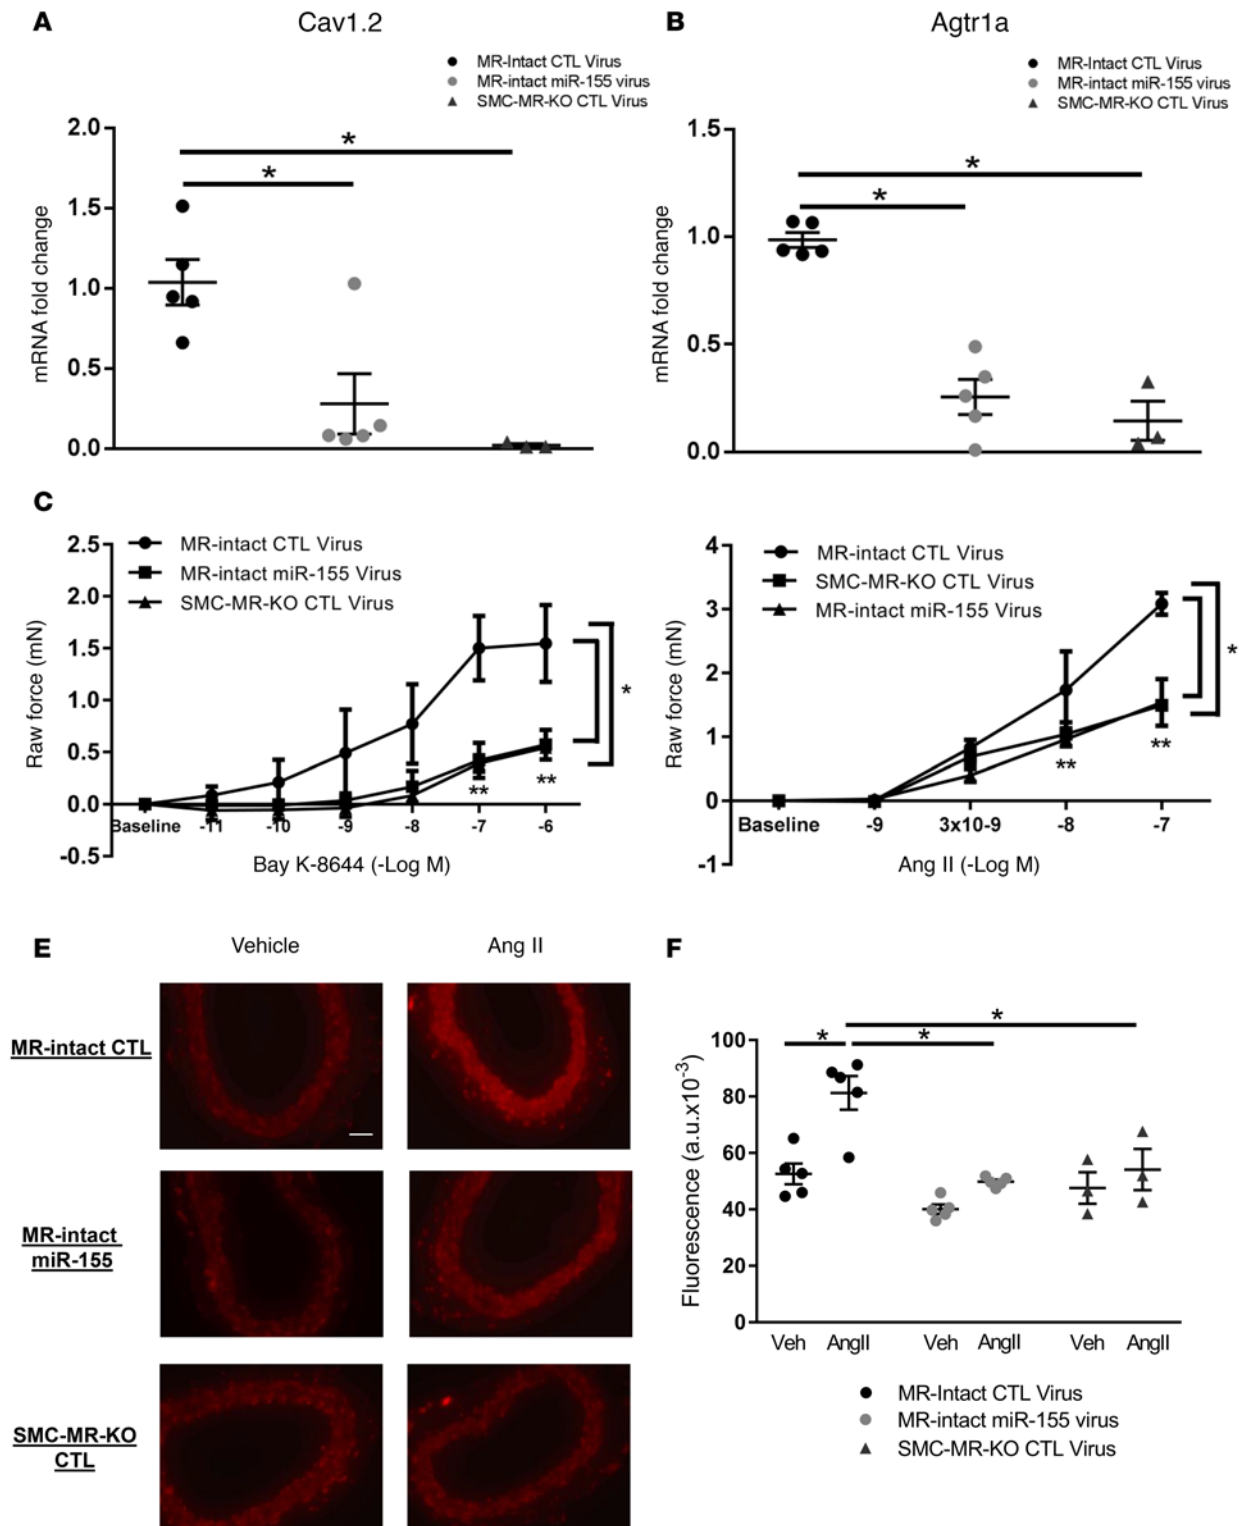 A
Cav1.2
MR-Intact CTL Virus
MR-intact miR-155 virus
SMC-MR-KO CTL Virus
mRNA fold change
2.0
1.5
1.0
0.5
0.0
*
*
B
Agtr1a
MR-Intact CTL Virus
MR-intact miR-155 virus
SMC-MR-KO CTL Virus
mRNA fold change
1.5
1.0
0.5
0.0
*
*
C
MR-intact CTL Virus
MR-intact miR-155 Virus
SMC-MR-KO CTL Virus
Raw force (mN)
2.5
2.0
1.5
1.0
0.5
0.0
-0.5
*
** **
Baseline -11 -10 -9 -8 -7 -6
Bay K-8644 (-Log M)
MR-intact CTL Virus
SMC-MR-KO CTL Virus
MR-intact miR-155 Virus
Raw force (mN)
4
3
2
1
0
-1
*
** **
Baseline -9 3x10-9 -8 -7
Ang II (-Log M)
E
Vehicle Ang II
MR-intact CTL
MR-intact
miR-155
SMC-MR-KO
CTL
F
Fluorescence (a.u.x10-3)
100
80
60
40
20
0
* * *
Veh AngII Veh AngII Veh AngII
MR-Intact CTL Virus
MR-intact miR-155 virus
SMC-MR-KO CTL Virus